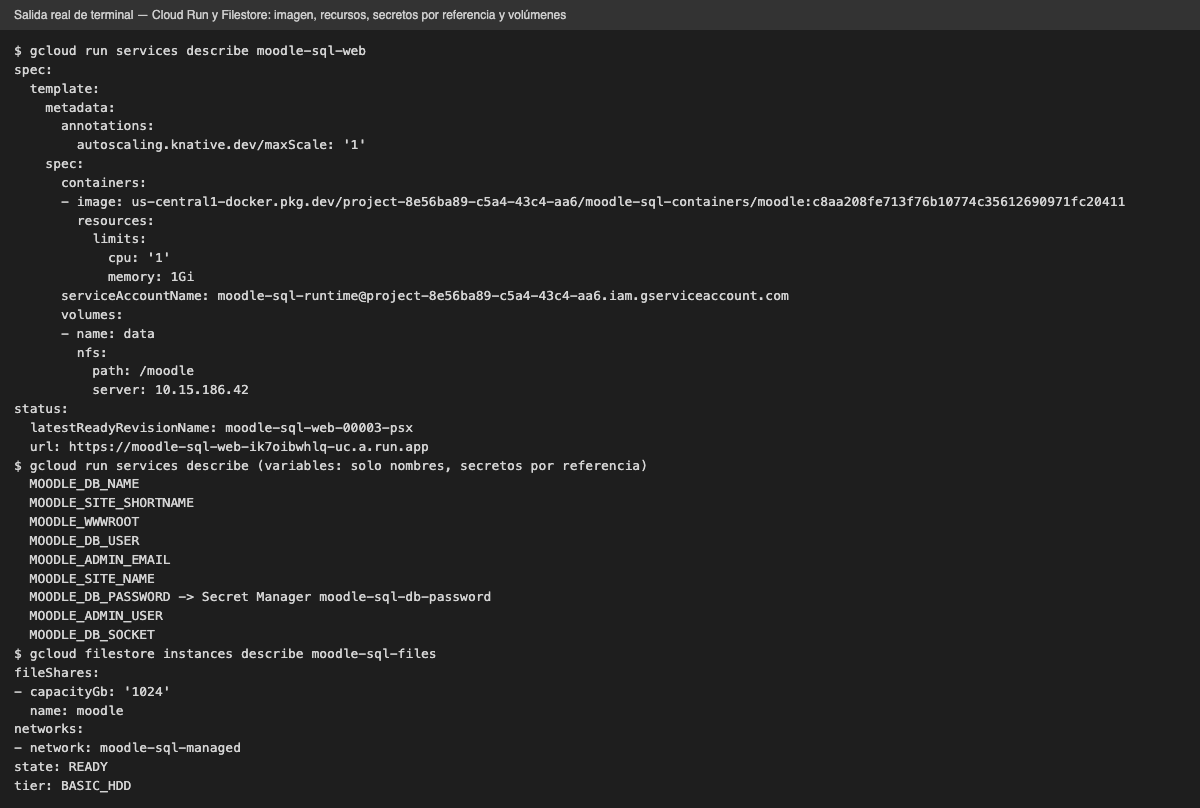 Salida real de terminal — Cloud Run y Filestore: imagen, recursos, secretos por referencia y volúmenes
$ gcloud run services describe moodle-sql-web
spec:
  template:
    metadata:
      annotations:
        autoscaling.knative.dev/maxScale: '1'
    spec:
      containers:
      - image: us-central1-docker.pkg.dev/project-8e56ba89-c5a4-43c4-aa6/moodle-sql-containers/moodle:c8aa208fe713f76b10774c35612690971fc20411
        resources:
          limits:
            cpu: '1'
            memory: 1Gi
      serviceAccountName: moodle-sql-runtime@project-8e56ba89-c5a4-43c4-aa6.iam.gserviceaccount.com
      volumes:
      - name: data
        nfs:
          path: /moodle
          server: 10.15.186.42
status:
  latestReadyRevisionName: moodle-sql-web-00003-psx
  url: https://moodle-sql-web-ik7oibwhlq-uc.a.run.app
$ gcloud run services describe (variables: solo nombres, secretos por referencia)
  MOODLE_DB_NAME
  MOODLE_SITE_SHORTNAME
  MOODLE_WWWROOT
  MOODLE_DB_USER
  MOODLE_ADMIN_EMAIL
  MOODLE_SITE_NAME
  MOODLE_DB_PASSWORD -> Secret Manager moodle-sql-db-password
  MOODLE_ADMIN_USER
  MOODLE_DB_SOCKET
$ gcloud filestore instances describe moodle-sql-files
fileShares:
- capacityGb: '1024'
  name: moodle
networks:
- network: moodle-sql-managed
state: READY
tier: BASIC_HDD